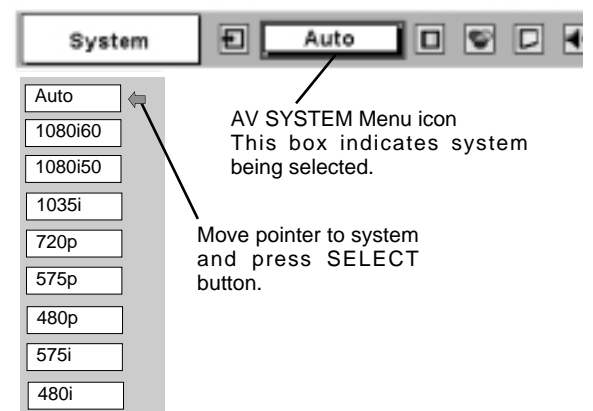 System
Auto
Auto
1080i60
1080i50
1035i
720p
575p
480p
575i
480i
AV SYSTEM Menu icon
This box indicates system
being selected.
Move pointer to system
and press SELECT
button.